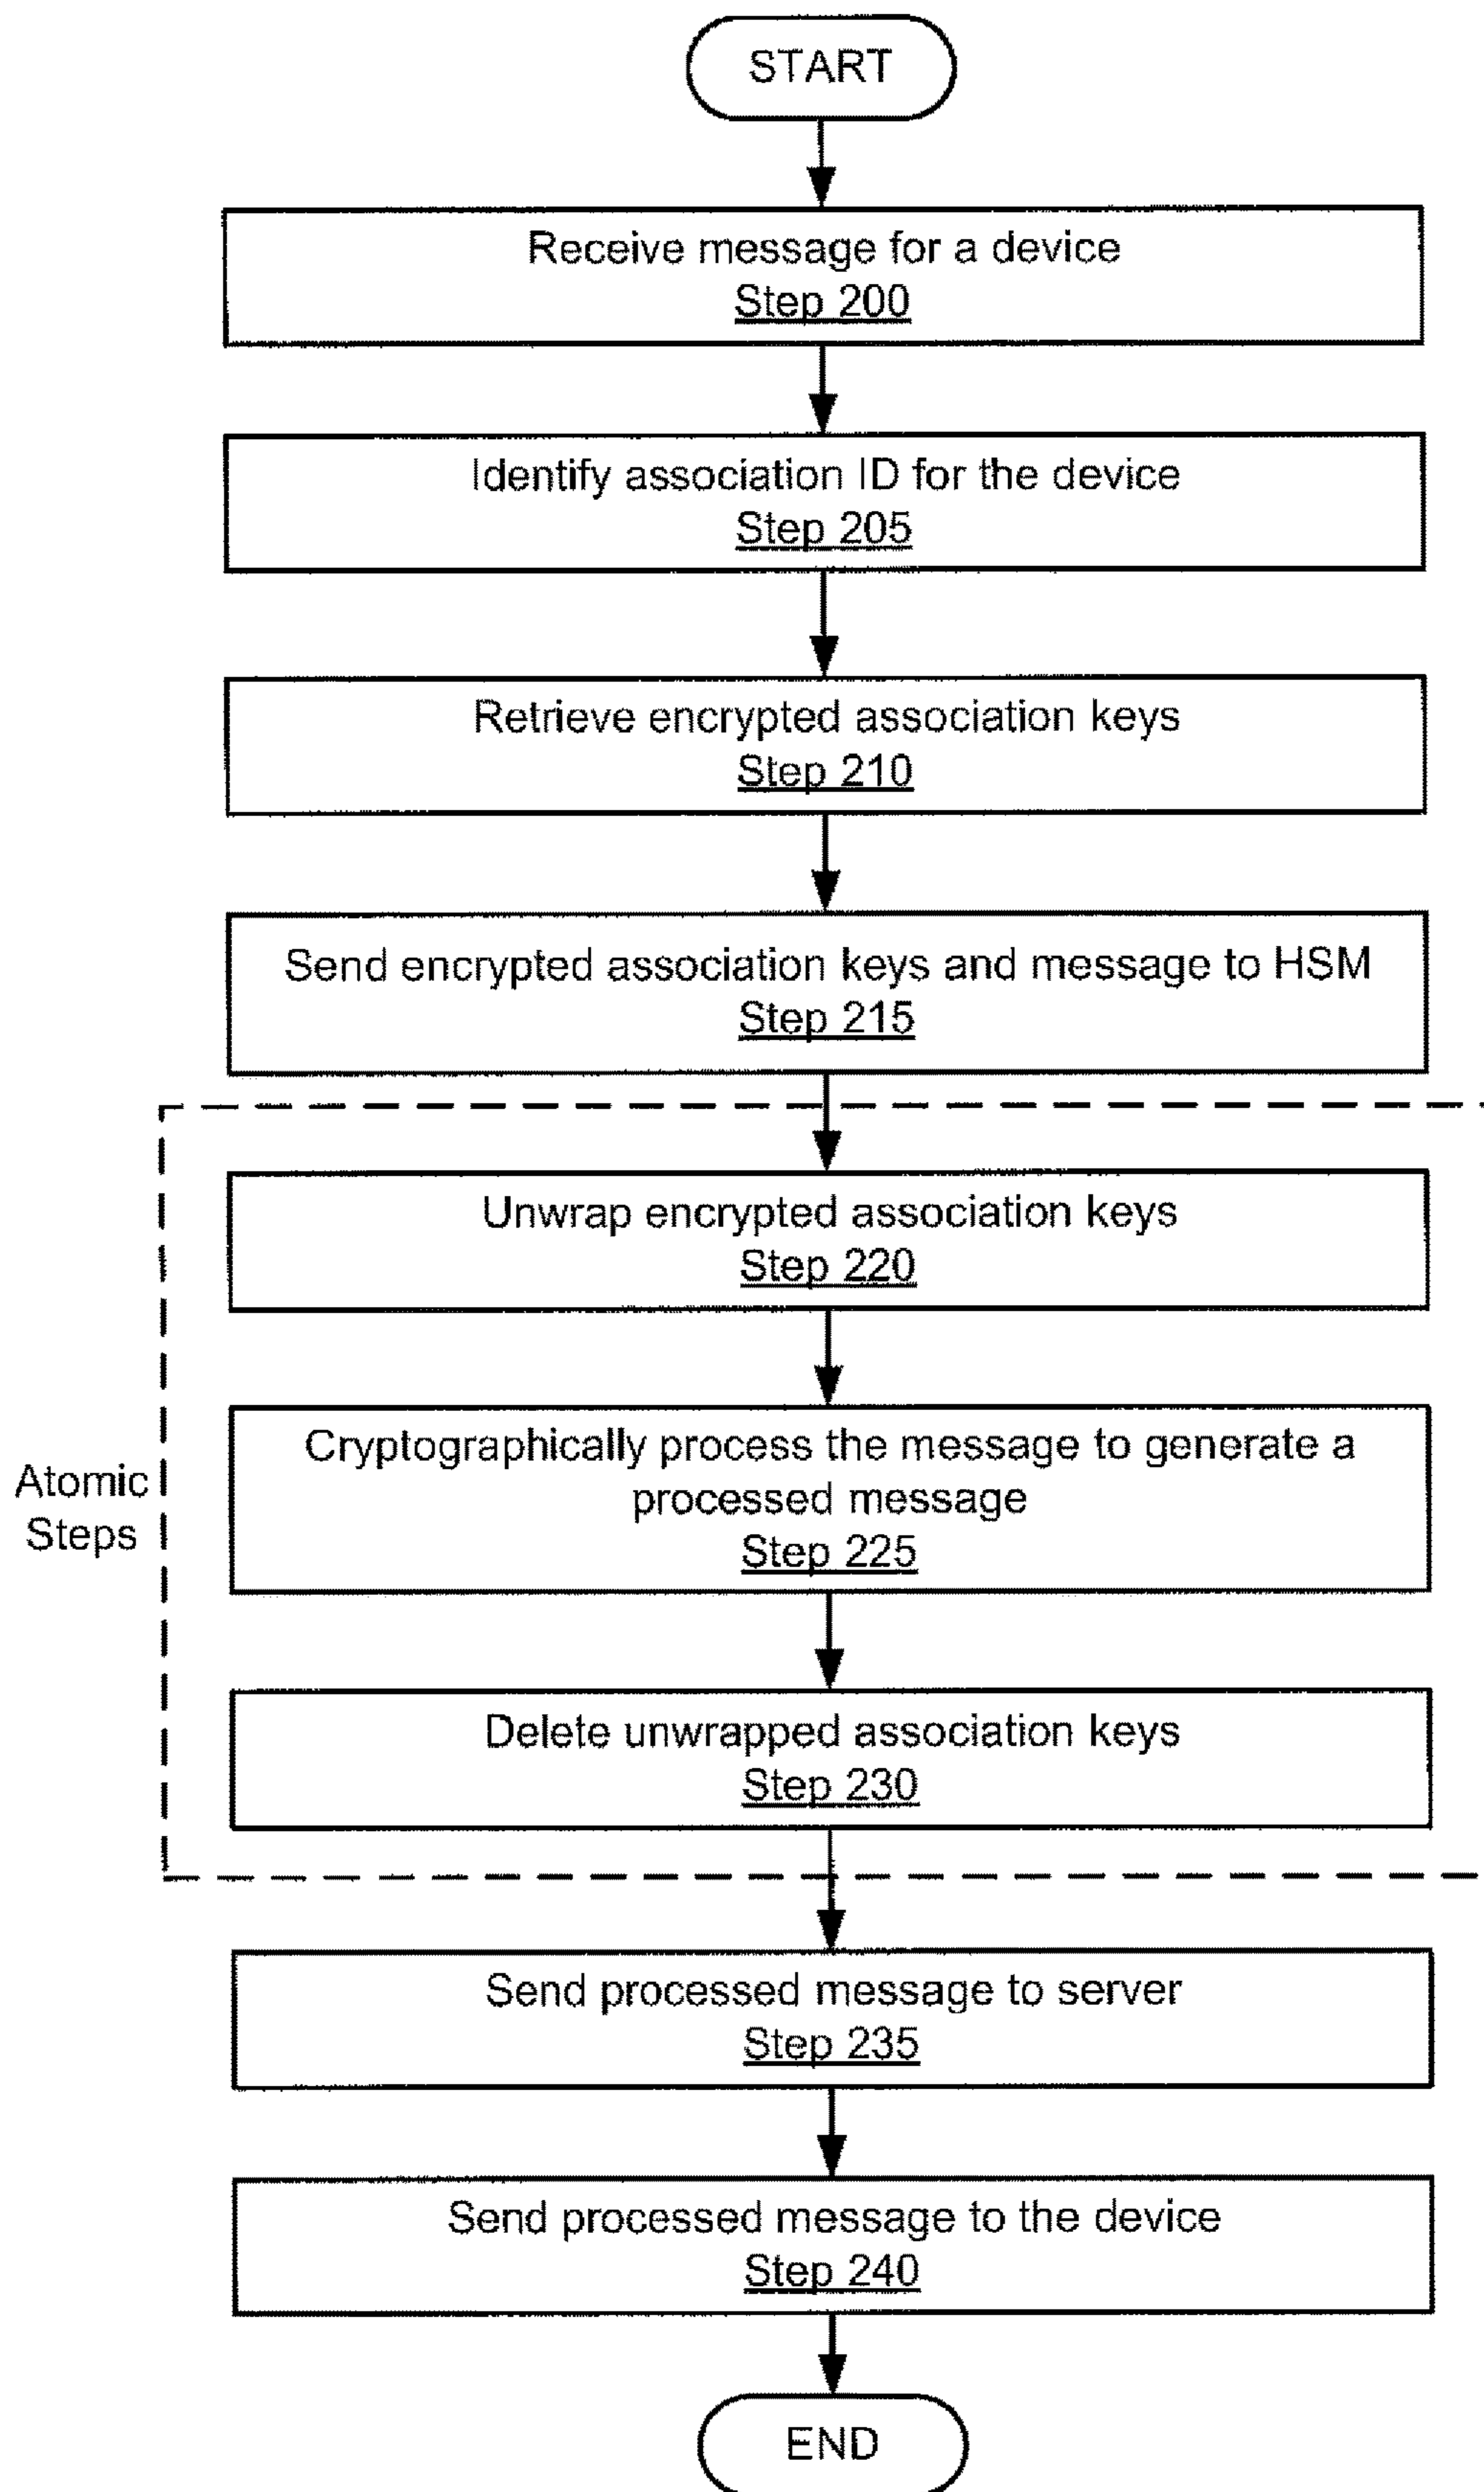 START
Receive message for a device
Step 200
Identify association ID for the device
Step 205
Retrieve encrypted association keys
Step 210
Send encrypted association keys and message to HSM
Step 215
Unwrap encrypted association keys
Step 220
Cryptographically process the message to generate a
processed message
Step 225
Atomic
Steps
Delete unwrapped association keys
Step 230
Send processed message to server
Step 235
Send processed message to the device
Step 240
END